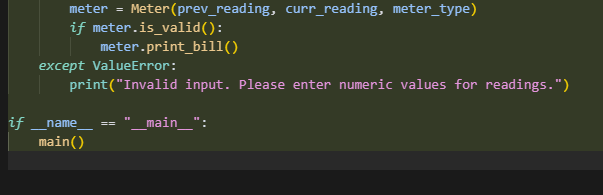 meter = Meter(prev_reading, curr_reading, meter_type)
if meter.is_valid():
meter.print_bill()
except ValueError:
print("Invalid input. Please enter numeric values for readings.")
if __name__ == "__main__":
main()